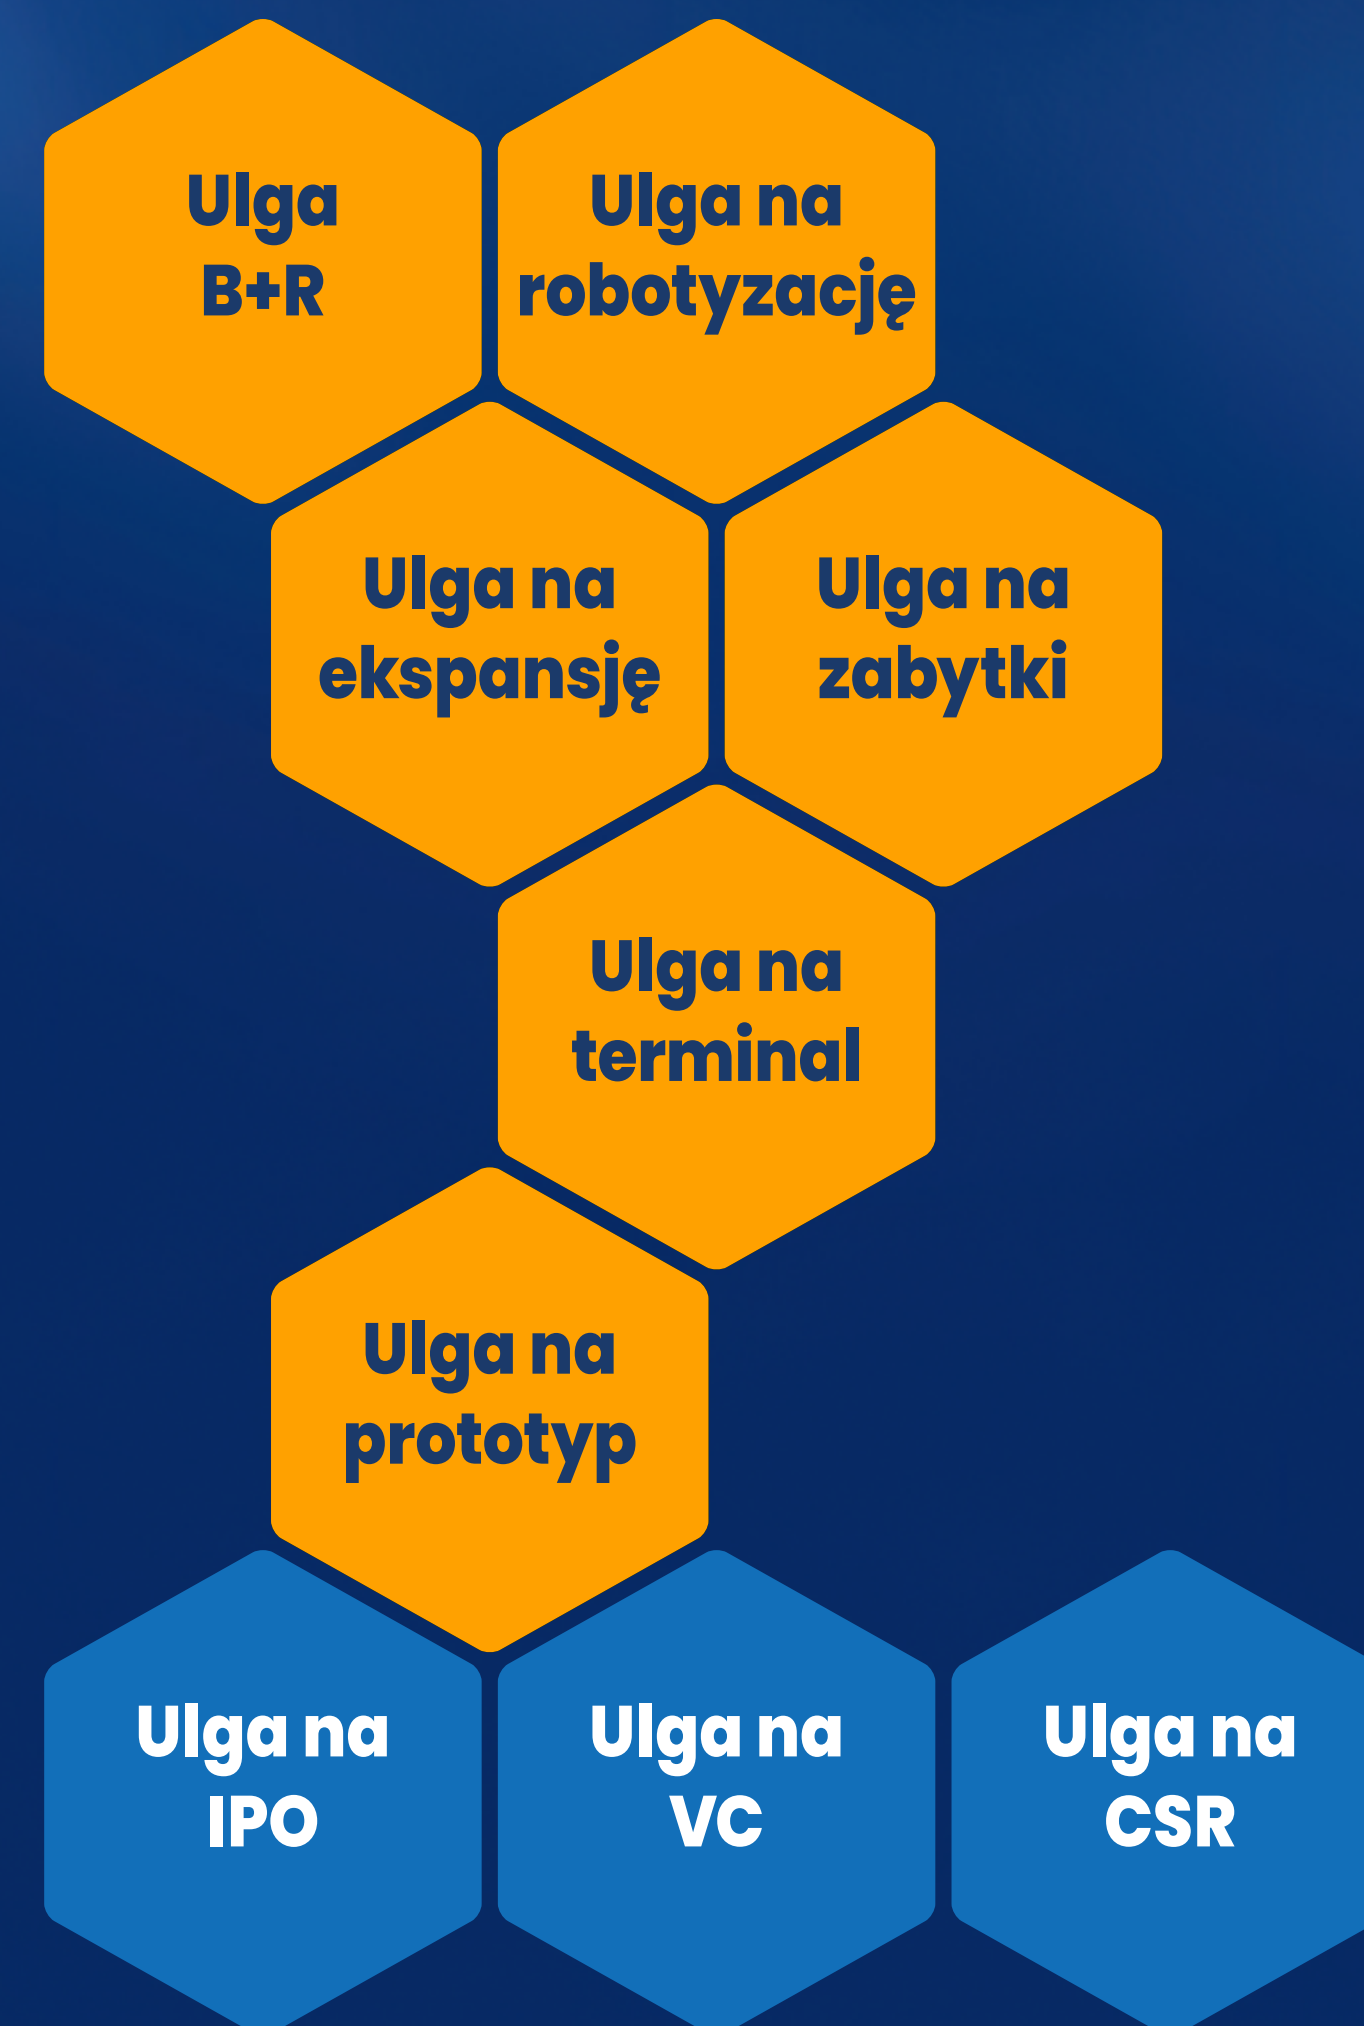 Ulga
B+R
Ulga na
robotyzację
Ulga na
ekspansję
Ulga na
zabytki
Ulga na
terminal
Ulga na
prototyp
Ulga na
IPO
Ulga na
VC
Ulga na
CSR